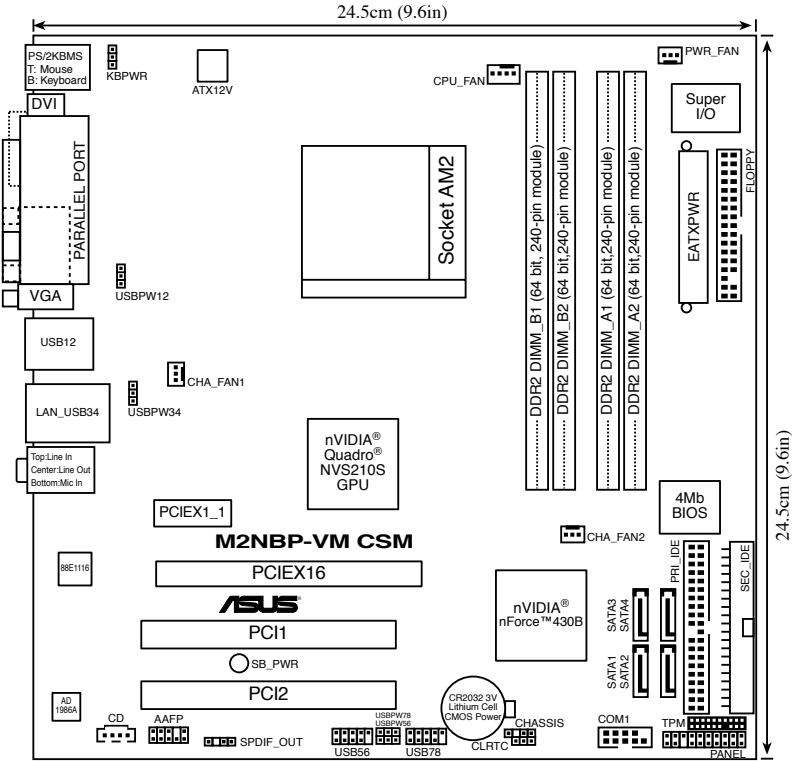 24.5cm (9.6in)
PS/2KBMS
T: Mouse
B: Keyboard
KBPWR
ATX12V
CPU_FAN
PWR_FAN
Super
I/O
DVI
PARALLEL PORT
VGA
Socket AM2
DDR2 DIMM_B1 (64 bit, 240-pin module)
DDR2 DIMM_B2 (64 bit,240-pin module)
DDR2 DIMM_A1 (64 bit,240-pin module)
DDR2 DIMM_A2 (64 bit,240-pin module)
EATXPWR
FLOPPY
USBPW12
USB12
CHA_FAN1
USBPW34
LAN_USB34
24.5cm (9.6in)
Top:Line In
Center:Line Out
Bottom:Mic In
nVIDIA®
Quadro®
NVS210S
GPU
4Mb
BIOS
PCIEX1_1
M2NBP-VM CSM
CHA_FAN2
88E1116
PCIEX16
PRI_IDE
SEC_IDE
ASUS
nVIDIA®
nForce™430B
SATA3
SATA4
PCI1
SB_PWR
SATA1
SATA2
PCI2
AD
1986A
CR2032 3V
Lithium Cell
CMOS Power
CD
AAFP
SPDIF_OUT
USBPW78
USBPW56
USB56
USB78
CLRTC
CHASSIS
COM1
TPM
PANEL